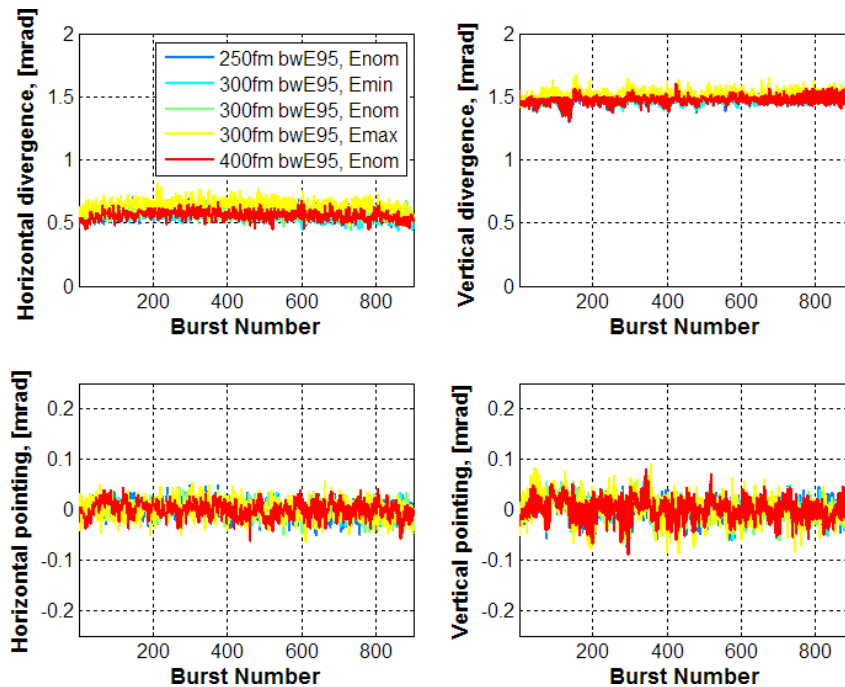 Horizontal divergence, [mrad]
2
1.5
1
0.5
0
250fm bwE95, Enom
300fm bwE95, Emin
300fm bwE95, Enom
300fm bwE95, Emax
400fm bwE95, Enom
200 400 600 800
Burst Number
Vertical divergence, [mrad]
2
1.5
1
0.5
0
200 400 600 800
Burst Number
Horizontal pointing, [mrad]
0.2
0.1
0
-0.1
-0.2
200 400 600 800
Burst Number
Vertical pointing, [mrad]
0.2
0.1
0
-0.1
-0.2
200 400 600 800
Burst Number